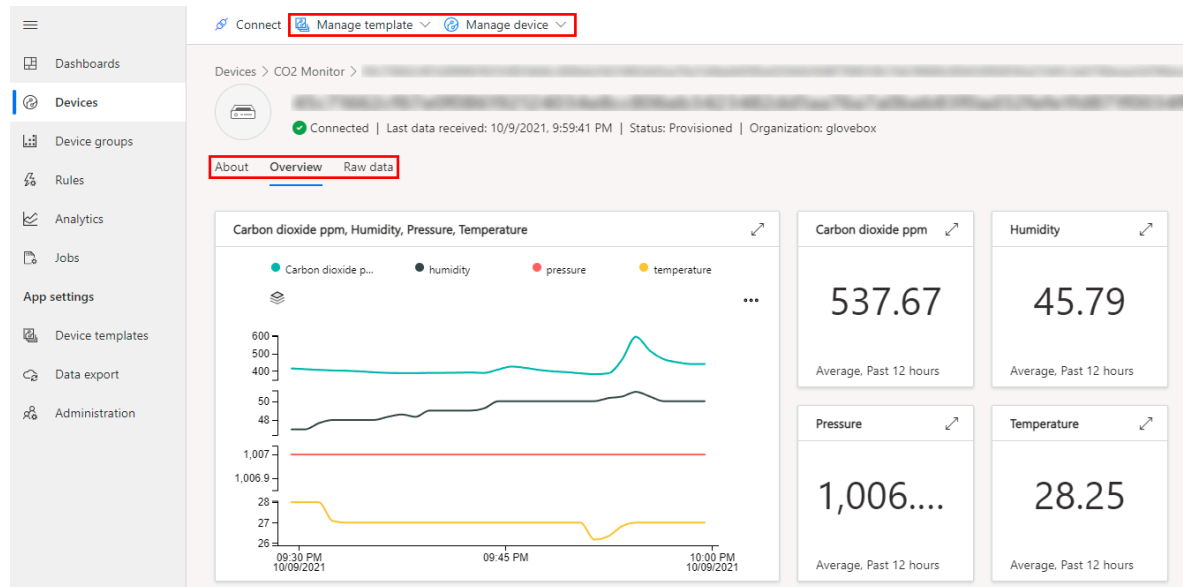 Connect Manage template Manage device
Dashboards
Devices
Device groups
Rules
Analytics
Jobs
App settings
Device templates
Data export
Administration
Devices > CO2 Monitor >
Connected | Last data received: 10/9/2021, 9:59:41 PM | Status: Provisioned | Organization: glovebox
About Overview Raw data
Carbon dioxide ppm, Humidity, Pressure, Temperature
Carbon dioxide p... humidity pressure temperature
600
500
400
50
48
1,007
1,006.9
28
27
26
09:30 PM 09:45 PM 10:00 PM
10/09/2021 10/09/2021
Carbon dioxide ppm
537.67
Average, Past 12 hours
Humidity
45.79
Average, Past 12 hours
Pressure
1,006....
Average, Past 12 hours
Temperature
28.25
Average, Past 12 hours